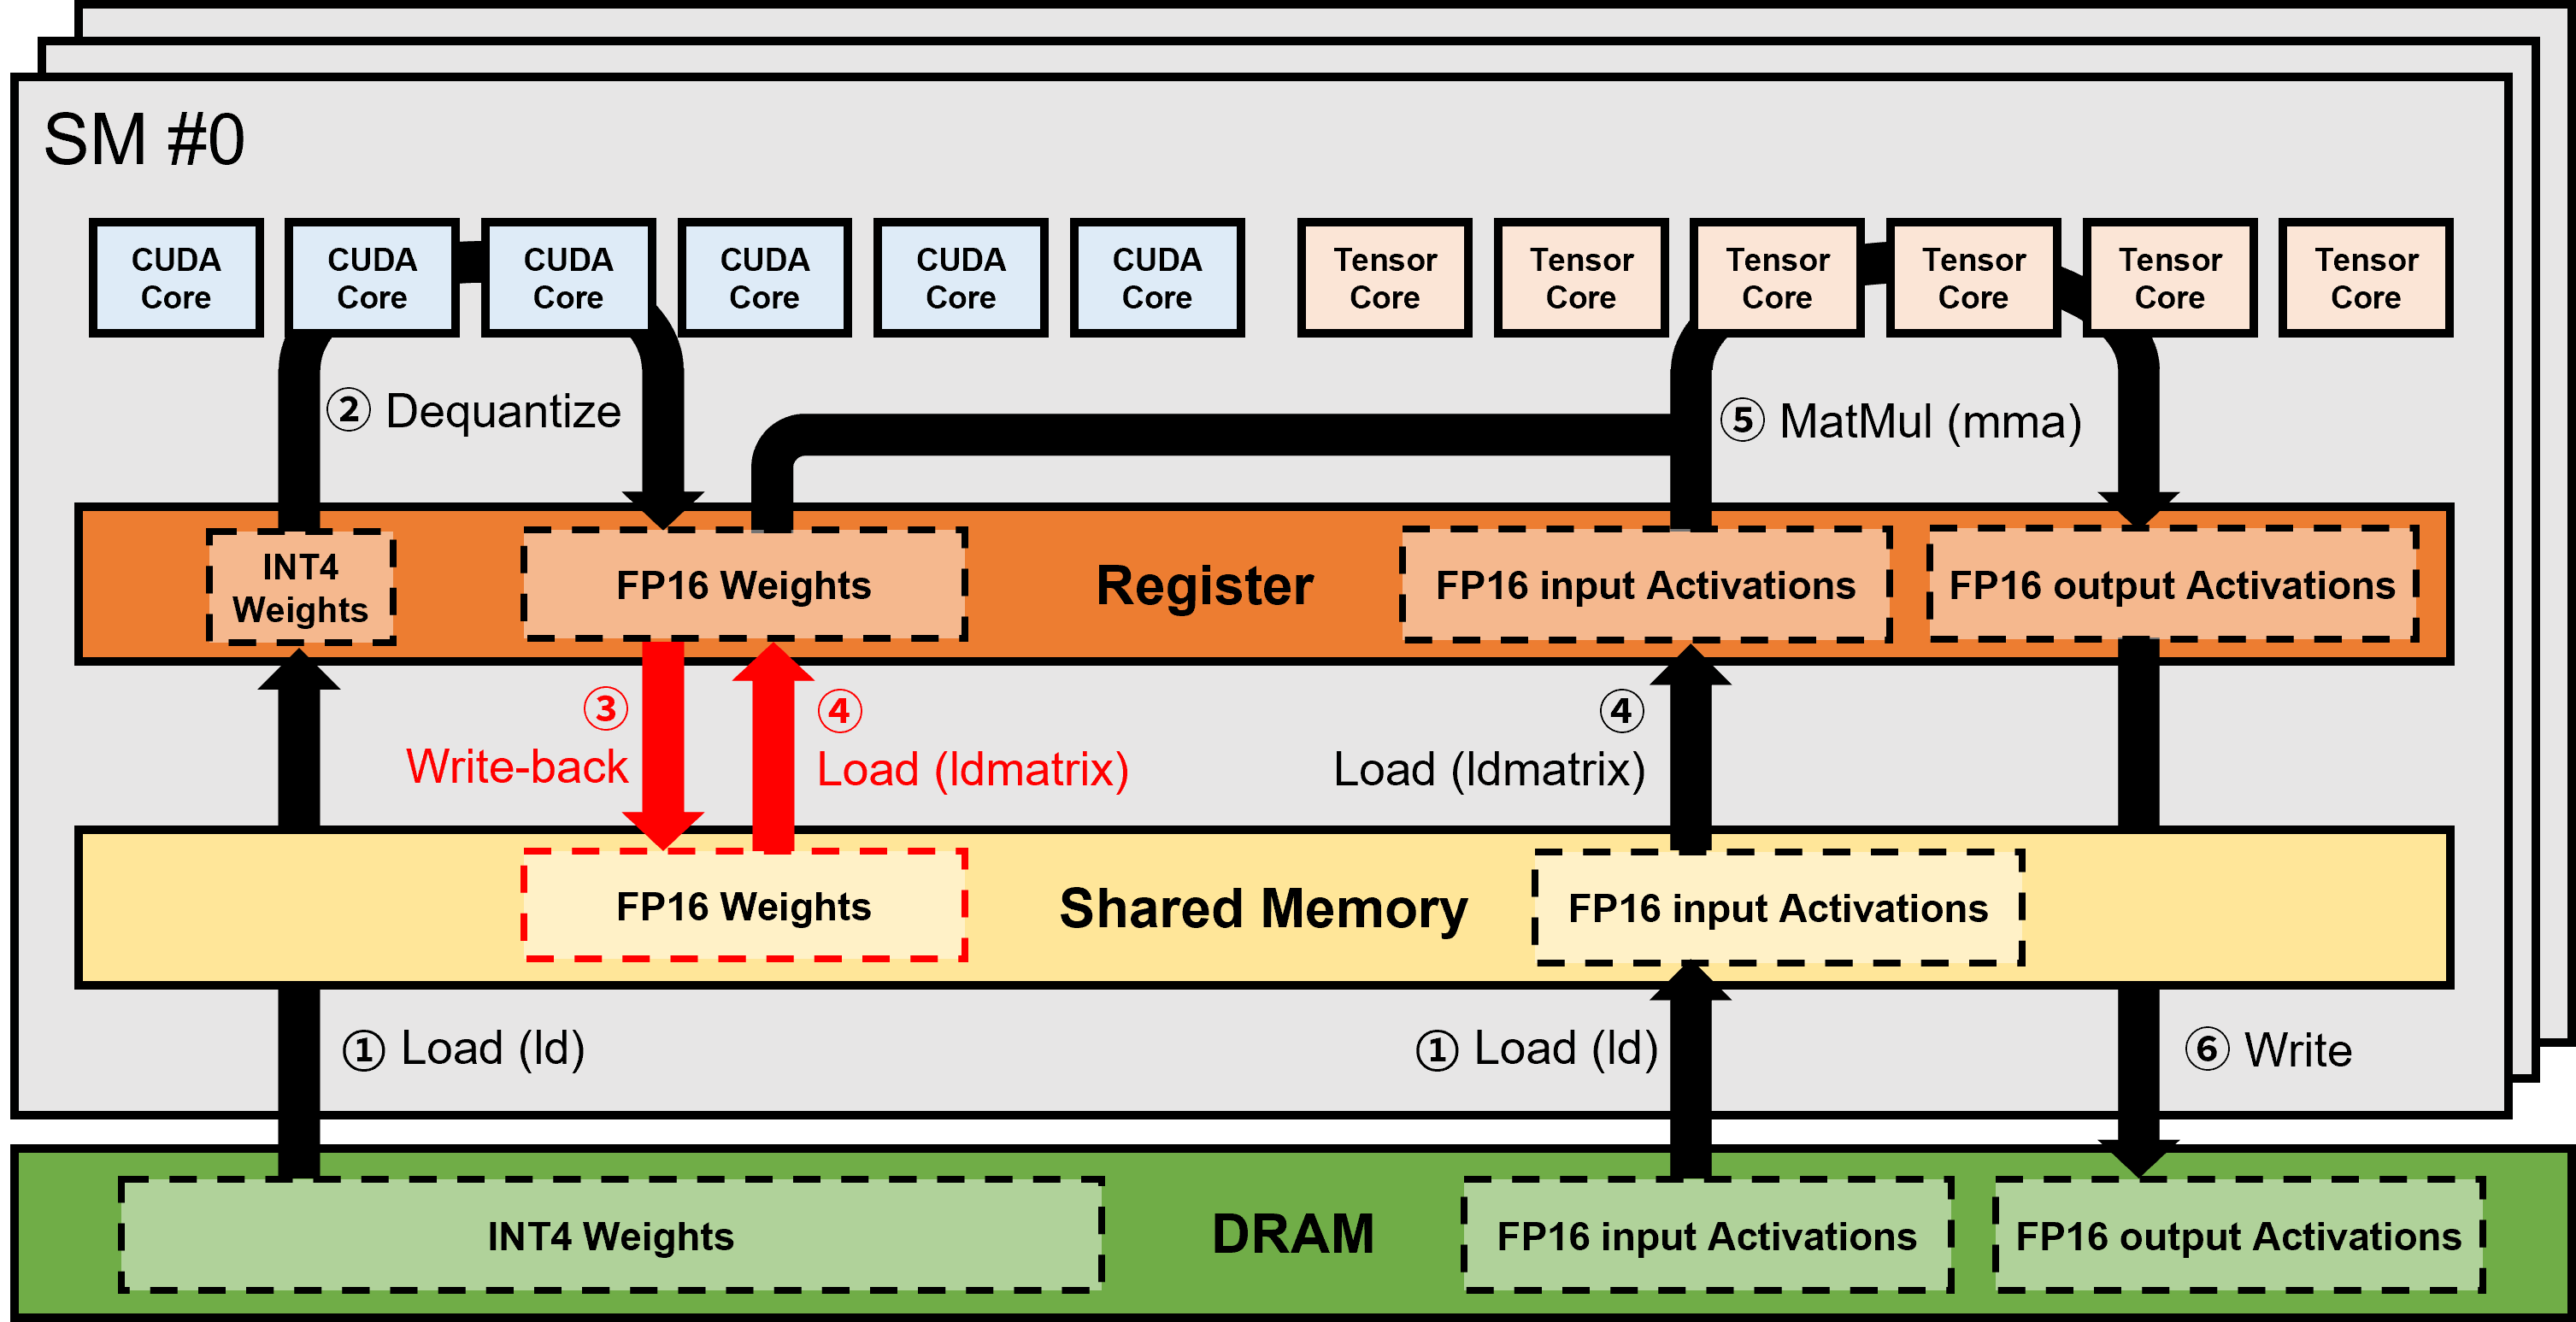 SM #0
CUDA
Core
CUDA
Core
CUDA
Core
CUDA
Core
CUDA
Core
CUDA
Core
Tensor
Core
Tensor
Core
Tensor
Core
Tensor
Core
Tensor
Core
Tensor
Core
② Dequantize
⑤ MatMul (mma)
INT4
Weights
FP16 Weights
Register
FP16 input Activations
FP16 output Activations
③
Write-back
④
Load (ldmatrix)
④
Load (ldmatrix)
FP16 Weights
Shared Memory
FP16 input Activations
① Load (ld)
① Load (ld)
⑥ Write
INT4 Weights
DRAM
FP16 input Activations
FP16 output Activations